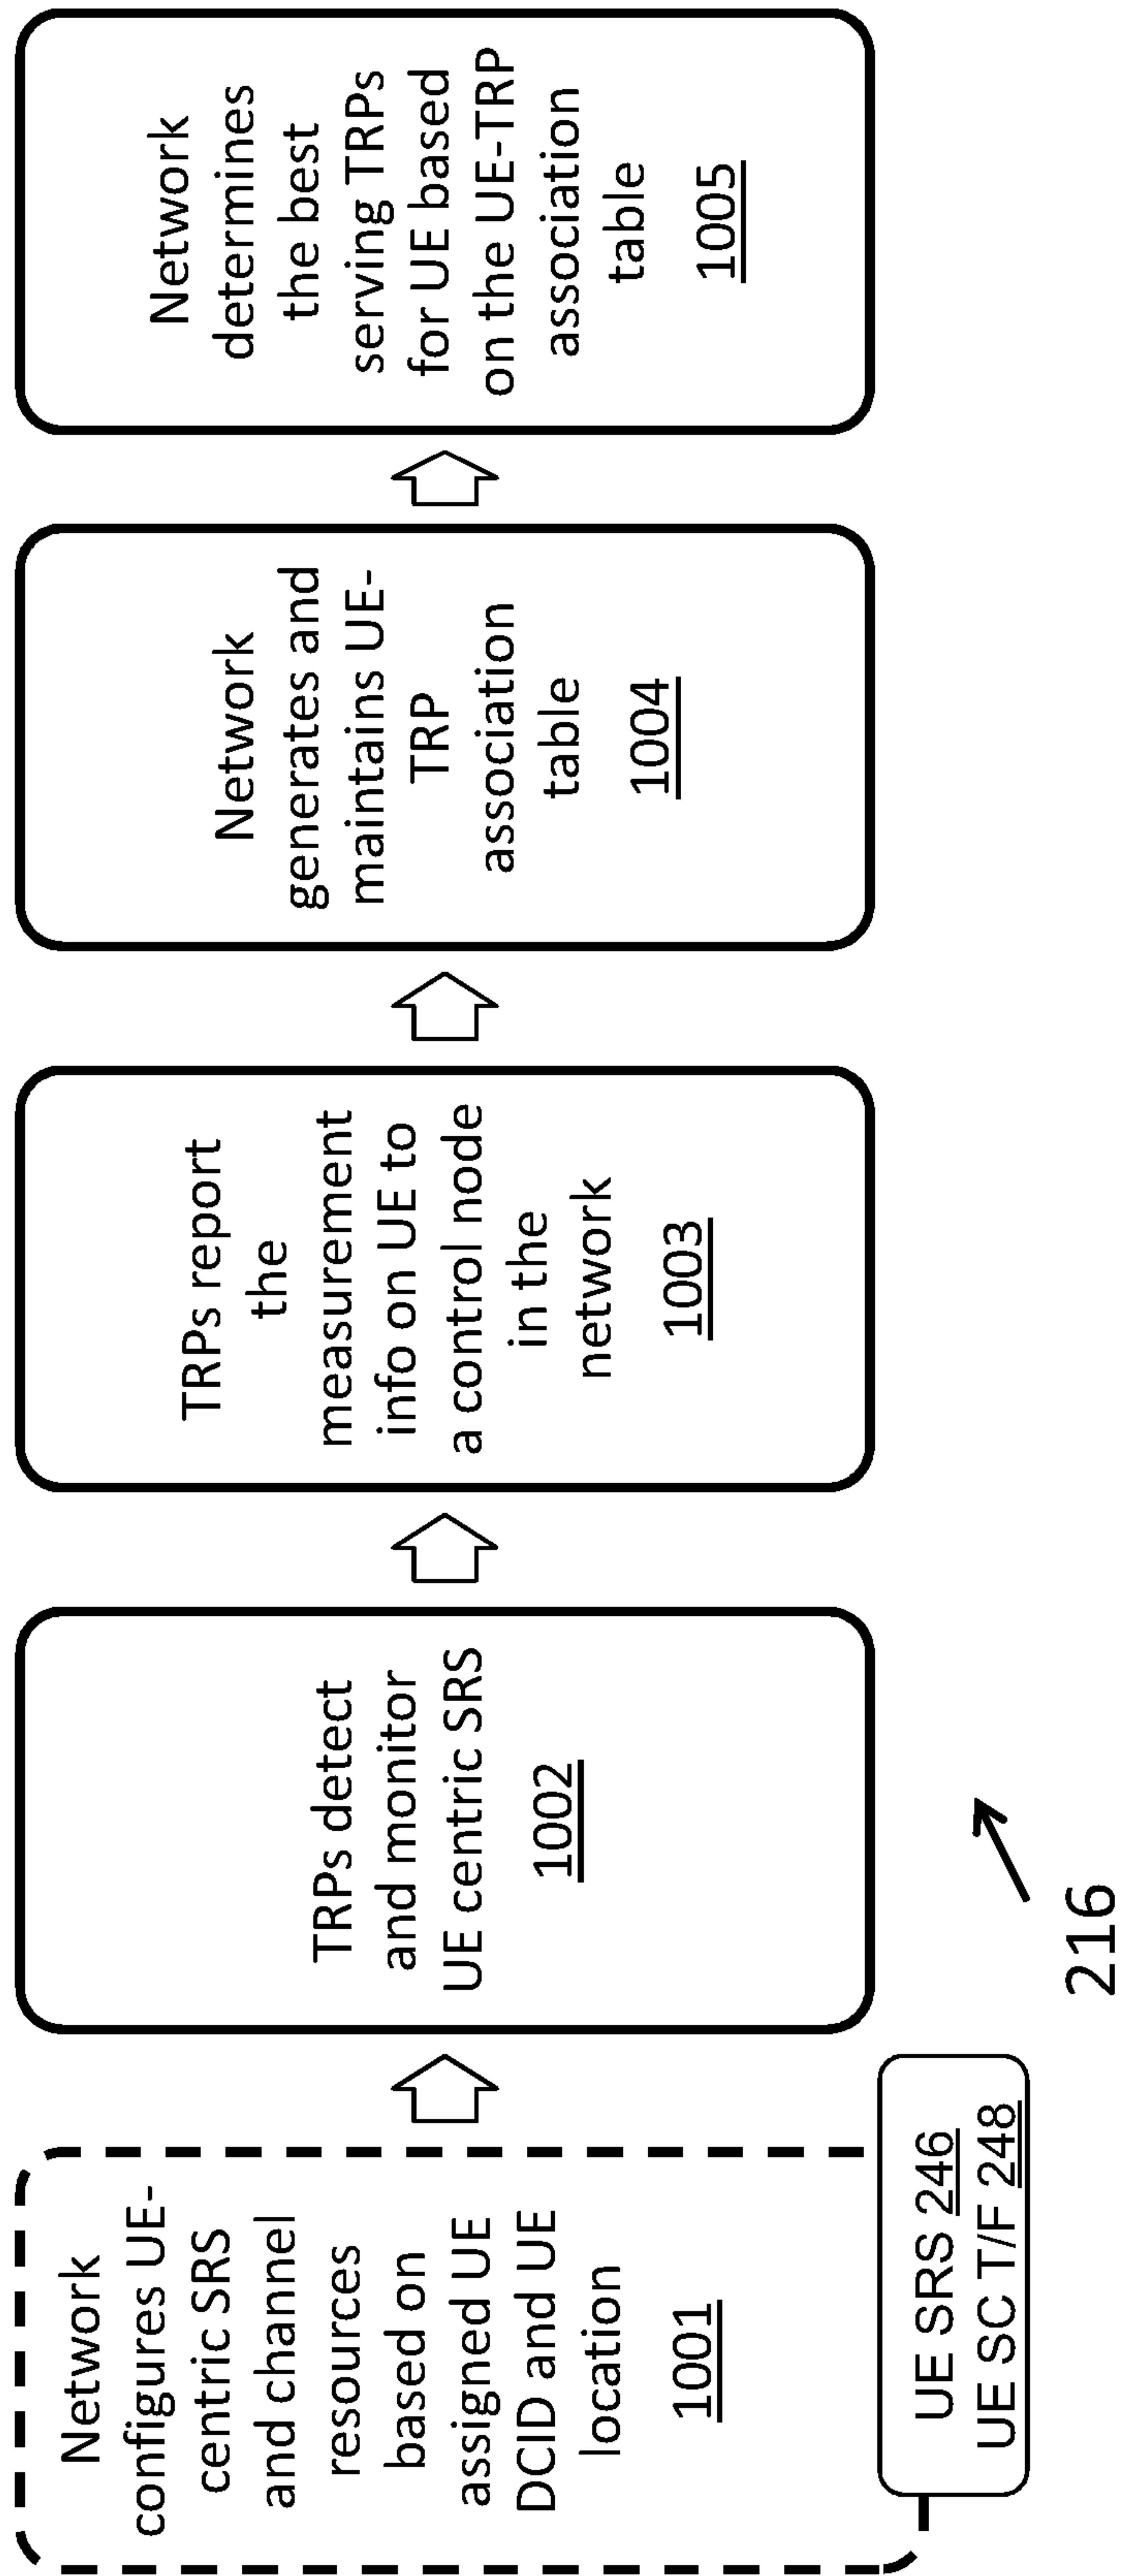 Network
configures UE-
centric SRS
and channel
resources
based on
assigned UE
DCID and UE
location
1001
UE SRS 246
UE SC T/F 248
TRPs detect
and monitor
UE centric SRS
1002
TRPs report
the
measurement
info on UE to
a control node
in the
network
1003
Network
generates and
maintains UE-
TRP
association
table
1004
Network
determines
the best
serving TRPs
for UE based
on the UE-TRP
association
table
1005
216